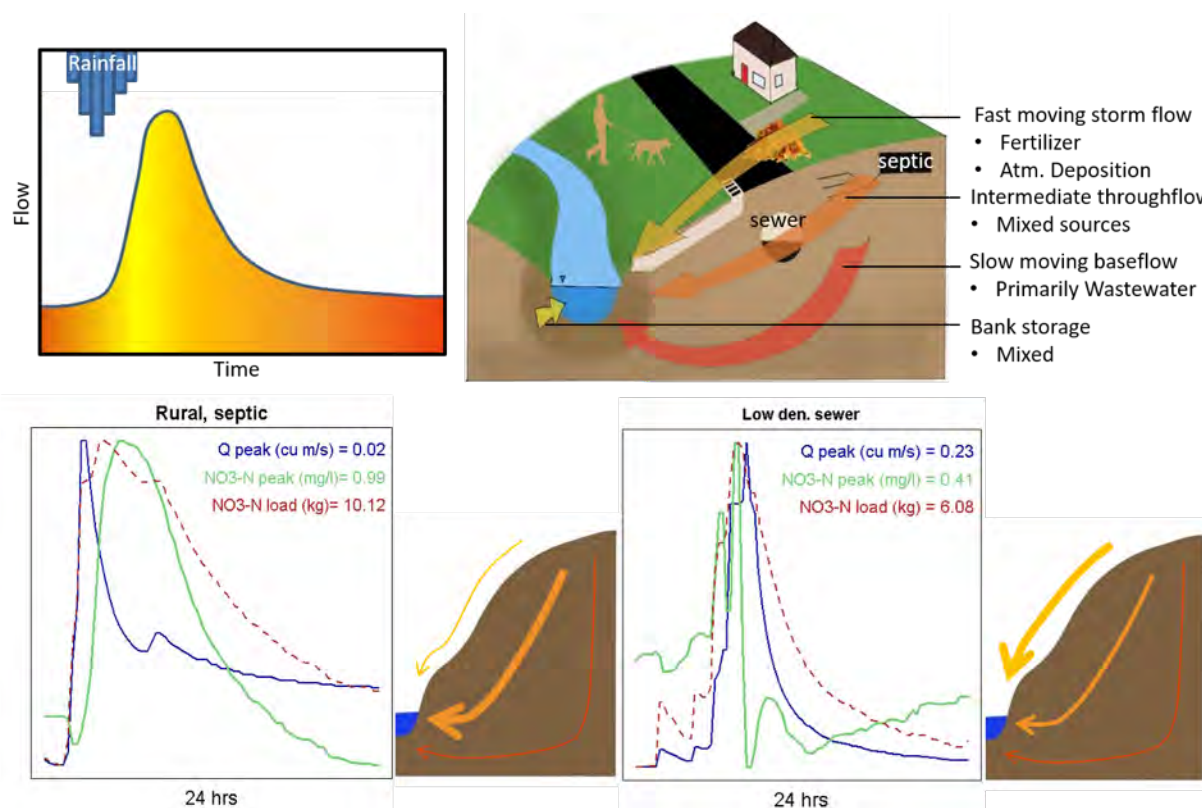 Rainfall
Flow
Time
septic
sewer
Fast moving storm flow
• Fertilizer
• Atm. Deposition
Intermediate throughflow
• Mixed sources
Slow moving baseflow
• Primarily Wastewater
Bank storage
• Mixed
Rural, septic
Q peak (cu m/s) = 0.02
NO3-N peak (mg/l)= 0.99
NO3-N load (kg)= 10.12
24 hrs
Low den. sewer
Q peak (cu m/s) = 0.23
NO3-N peak (mg/l) = 0.41
NO3-N load (kg) = 6.08
24 hrs